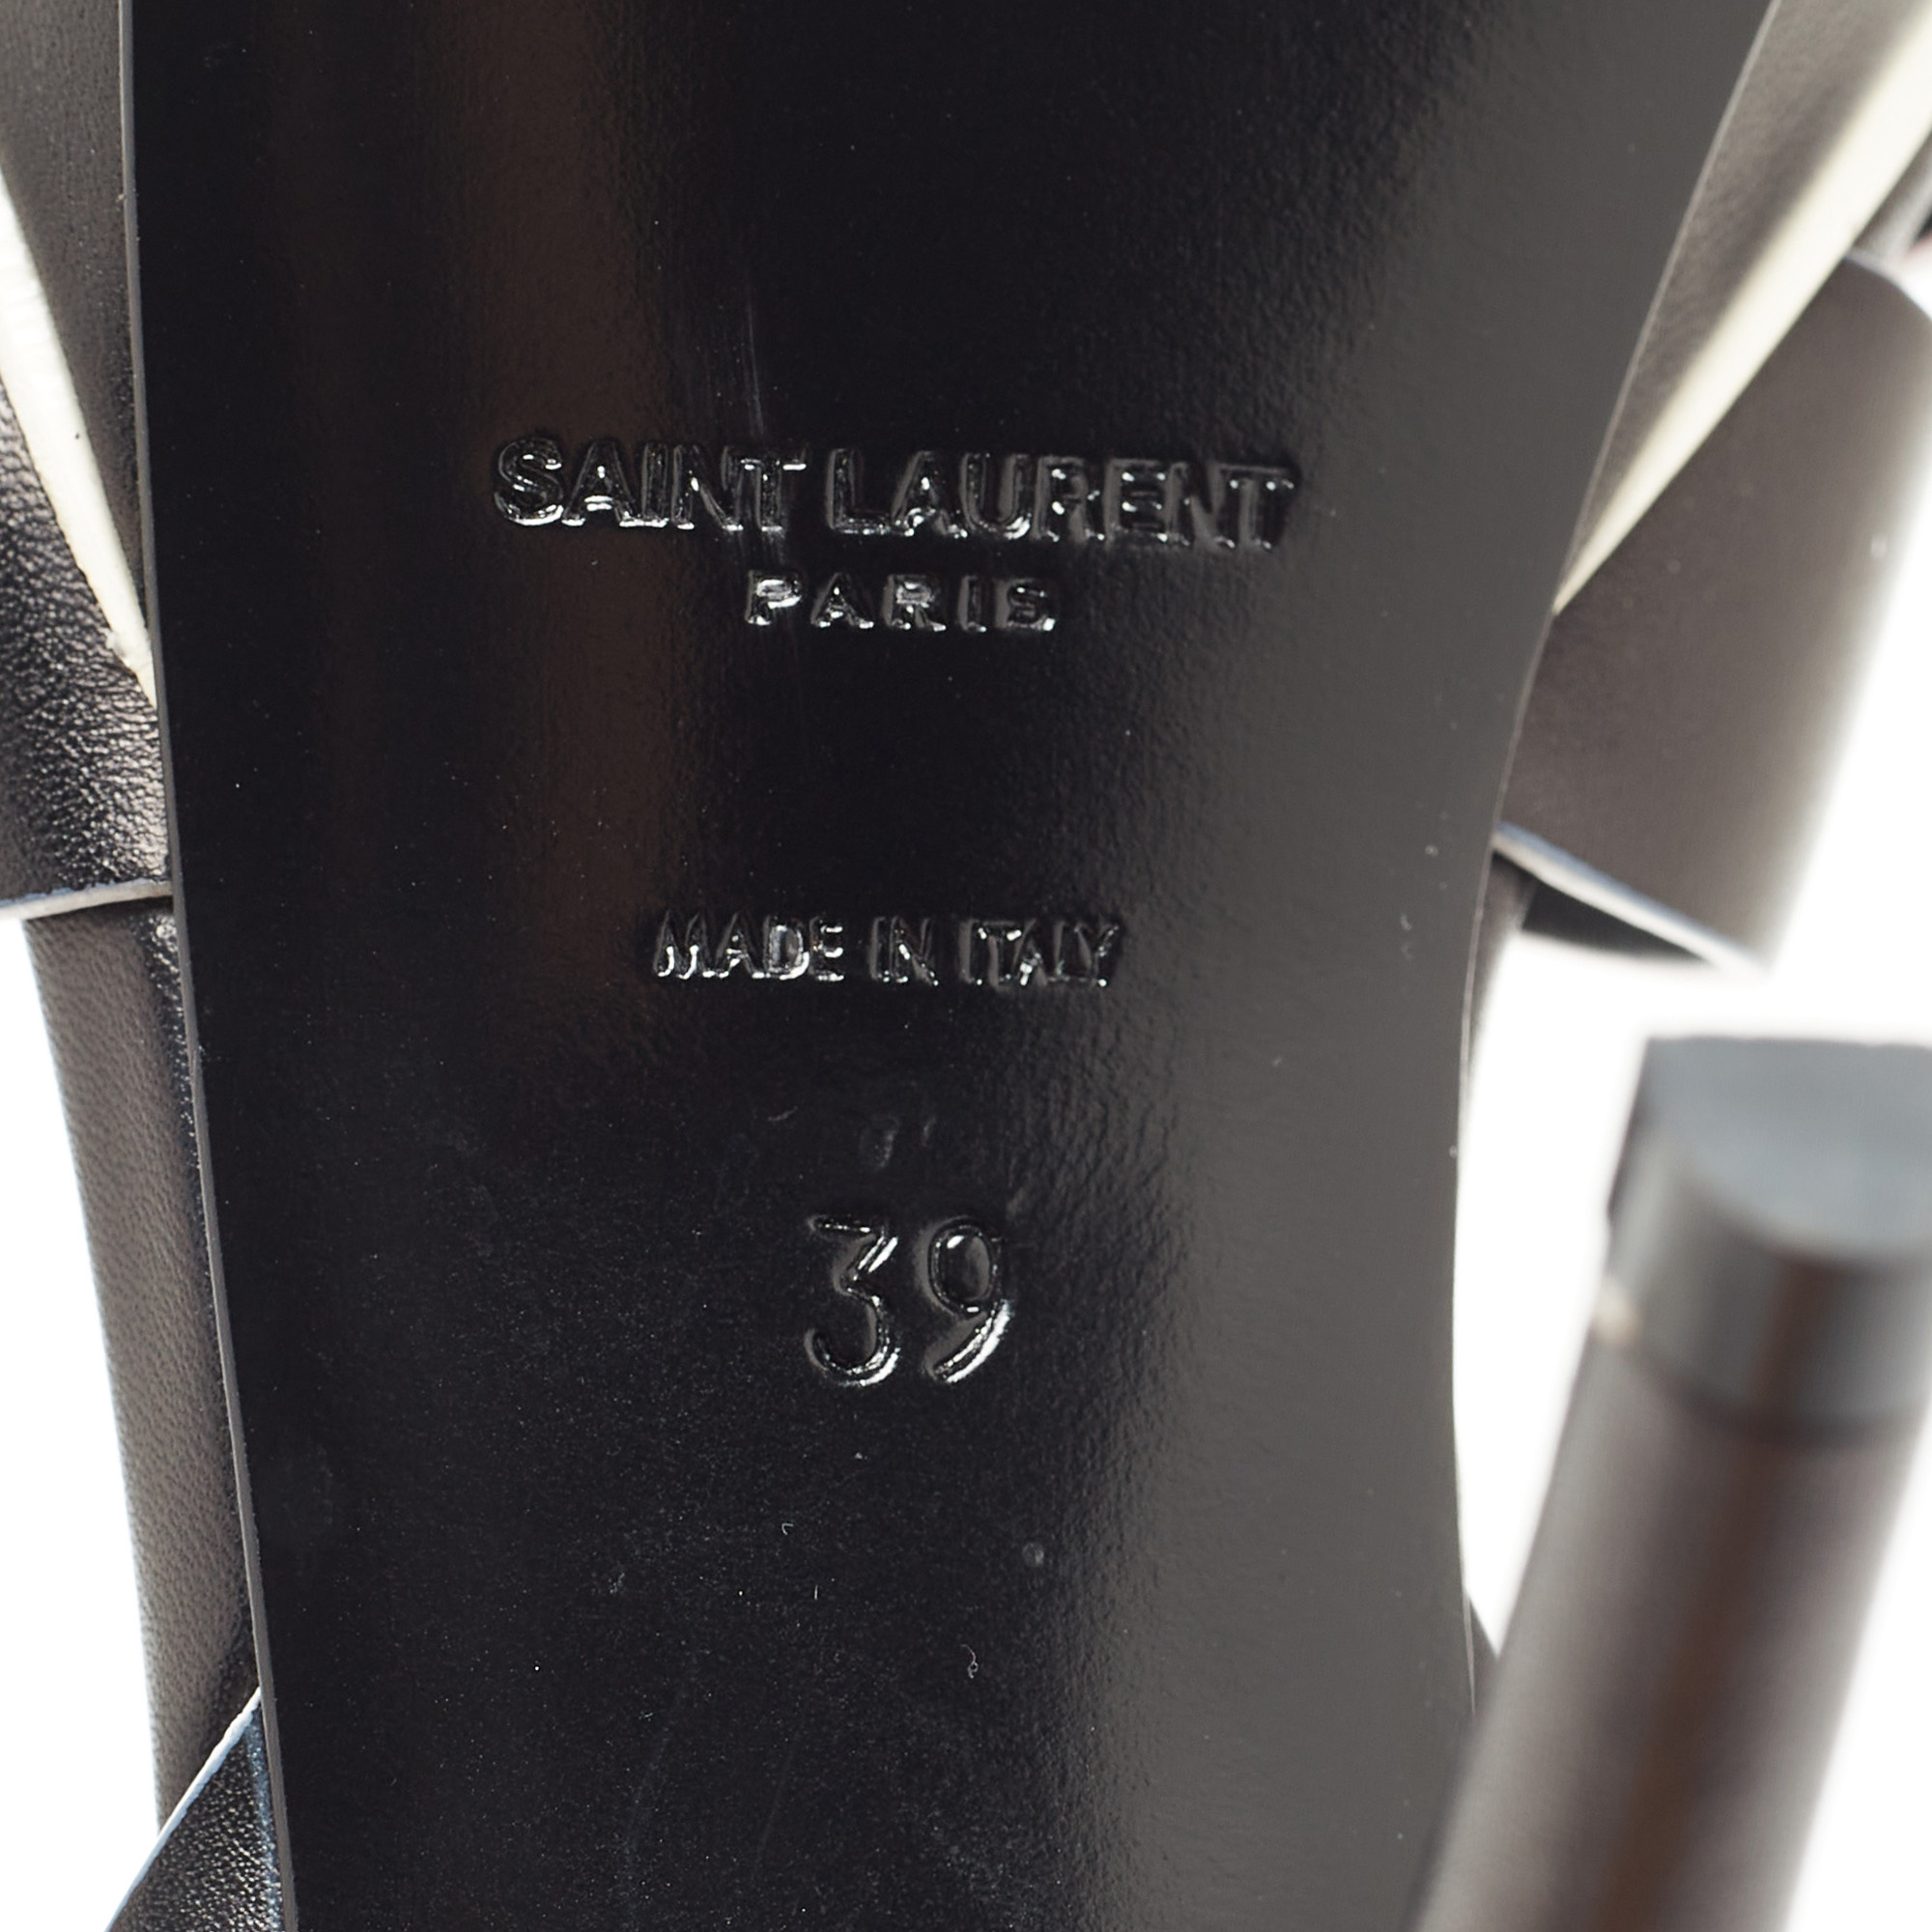 SAINT LAURENT
PARIS
MADE IN ITALY
39